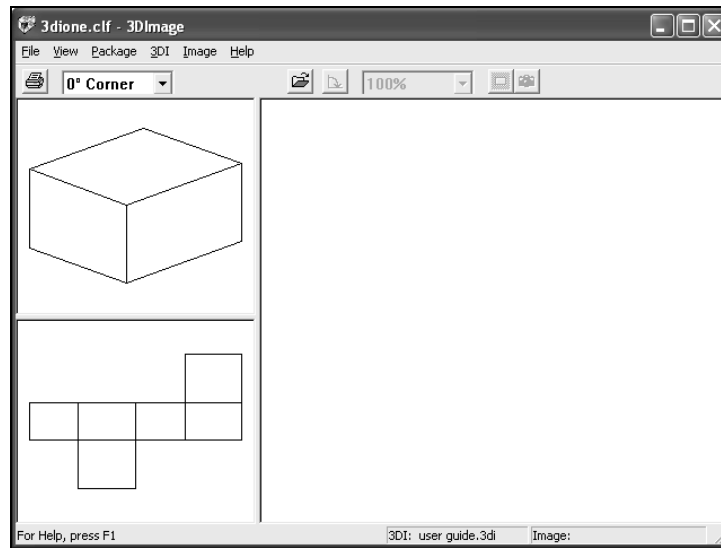 3dione.clf - 3DImage
File View Package 3DI Image Help
0° Corner 100%
For Help, press F1 3DI: user guide.3di Image: